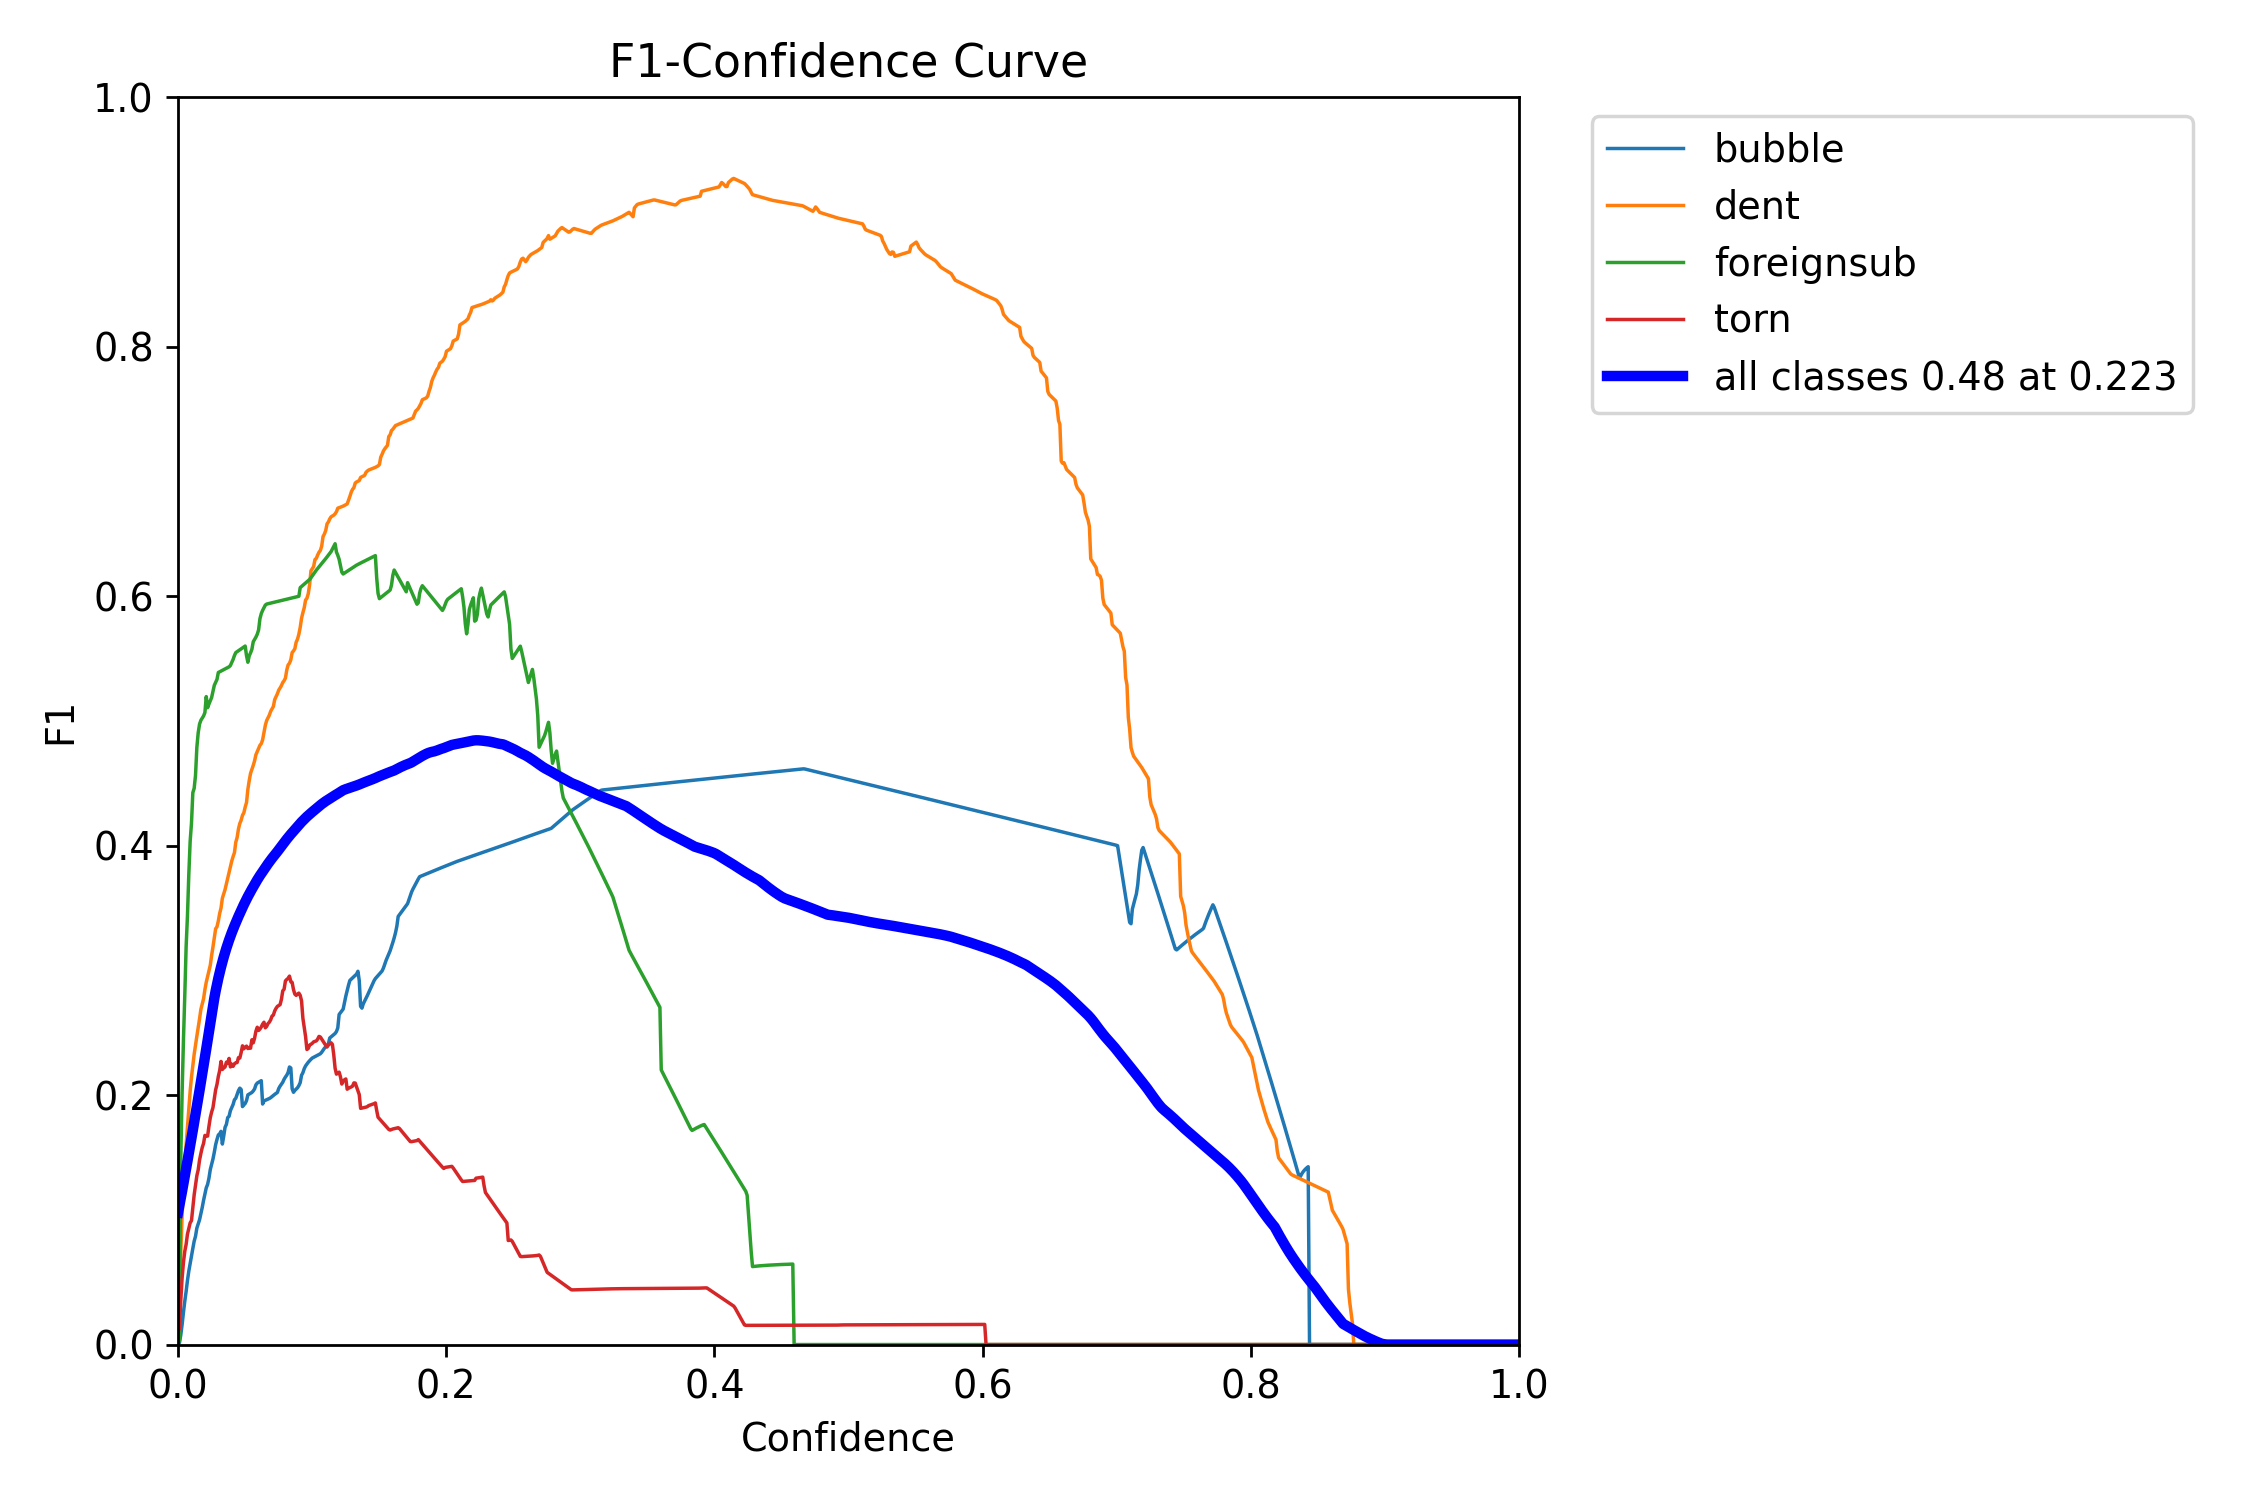 F1-Confidence Curve
1.0
0.8
0.6
0.4
0.2
0.0
F1
0.0 0.2 0.4 0.6 0.8 1.0
Confidence
bubble
dent
foreignsub
torn
all classes 0.48 at 0.223